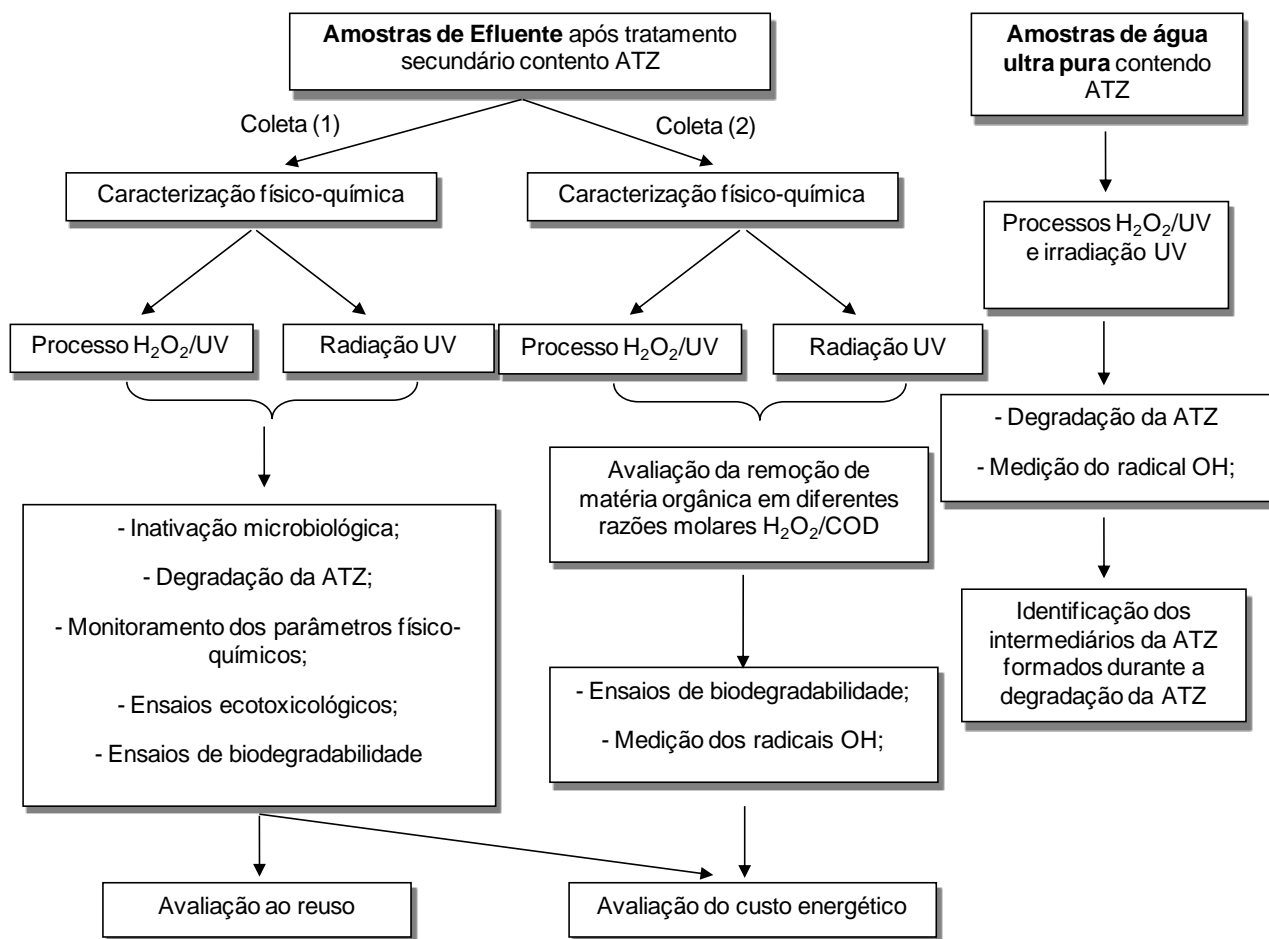 Amostras de Efluente após tratamento
secundário contento ATZ
Coleta (1)
Coleta (2)
Caracterização físico-química
Caracterização físico-química
Processo H₂O₂/UV
Radiação UV
Processo H₂O₂/UV
Radiação UV
- Inativação microbiológica;
- Degradação da ATZ;
- Monitoramento dos parâmetros físico-
químicos;
- Ensaios ecotoxicológicos;
- Ensaios de biodegradabilidade
Avaliação da remoção de
matéria orgânica em diferentes
razões molares H₂O₂/COD
- Ensaios de biodegradabilidade;
- Medição dos radicais OH;
Avaliação ao reuso
Avaliação do custo energético
Amostras de água
ultra pura contendo
ATZ
Processos H₂O₂/UV
e irradiação UV
- Degradação da ATZ
- Medição do radical OH;
Identificação dos
intermediários da ATZ
formados durante a
degradação da ATZ